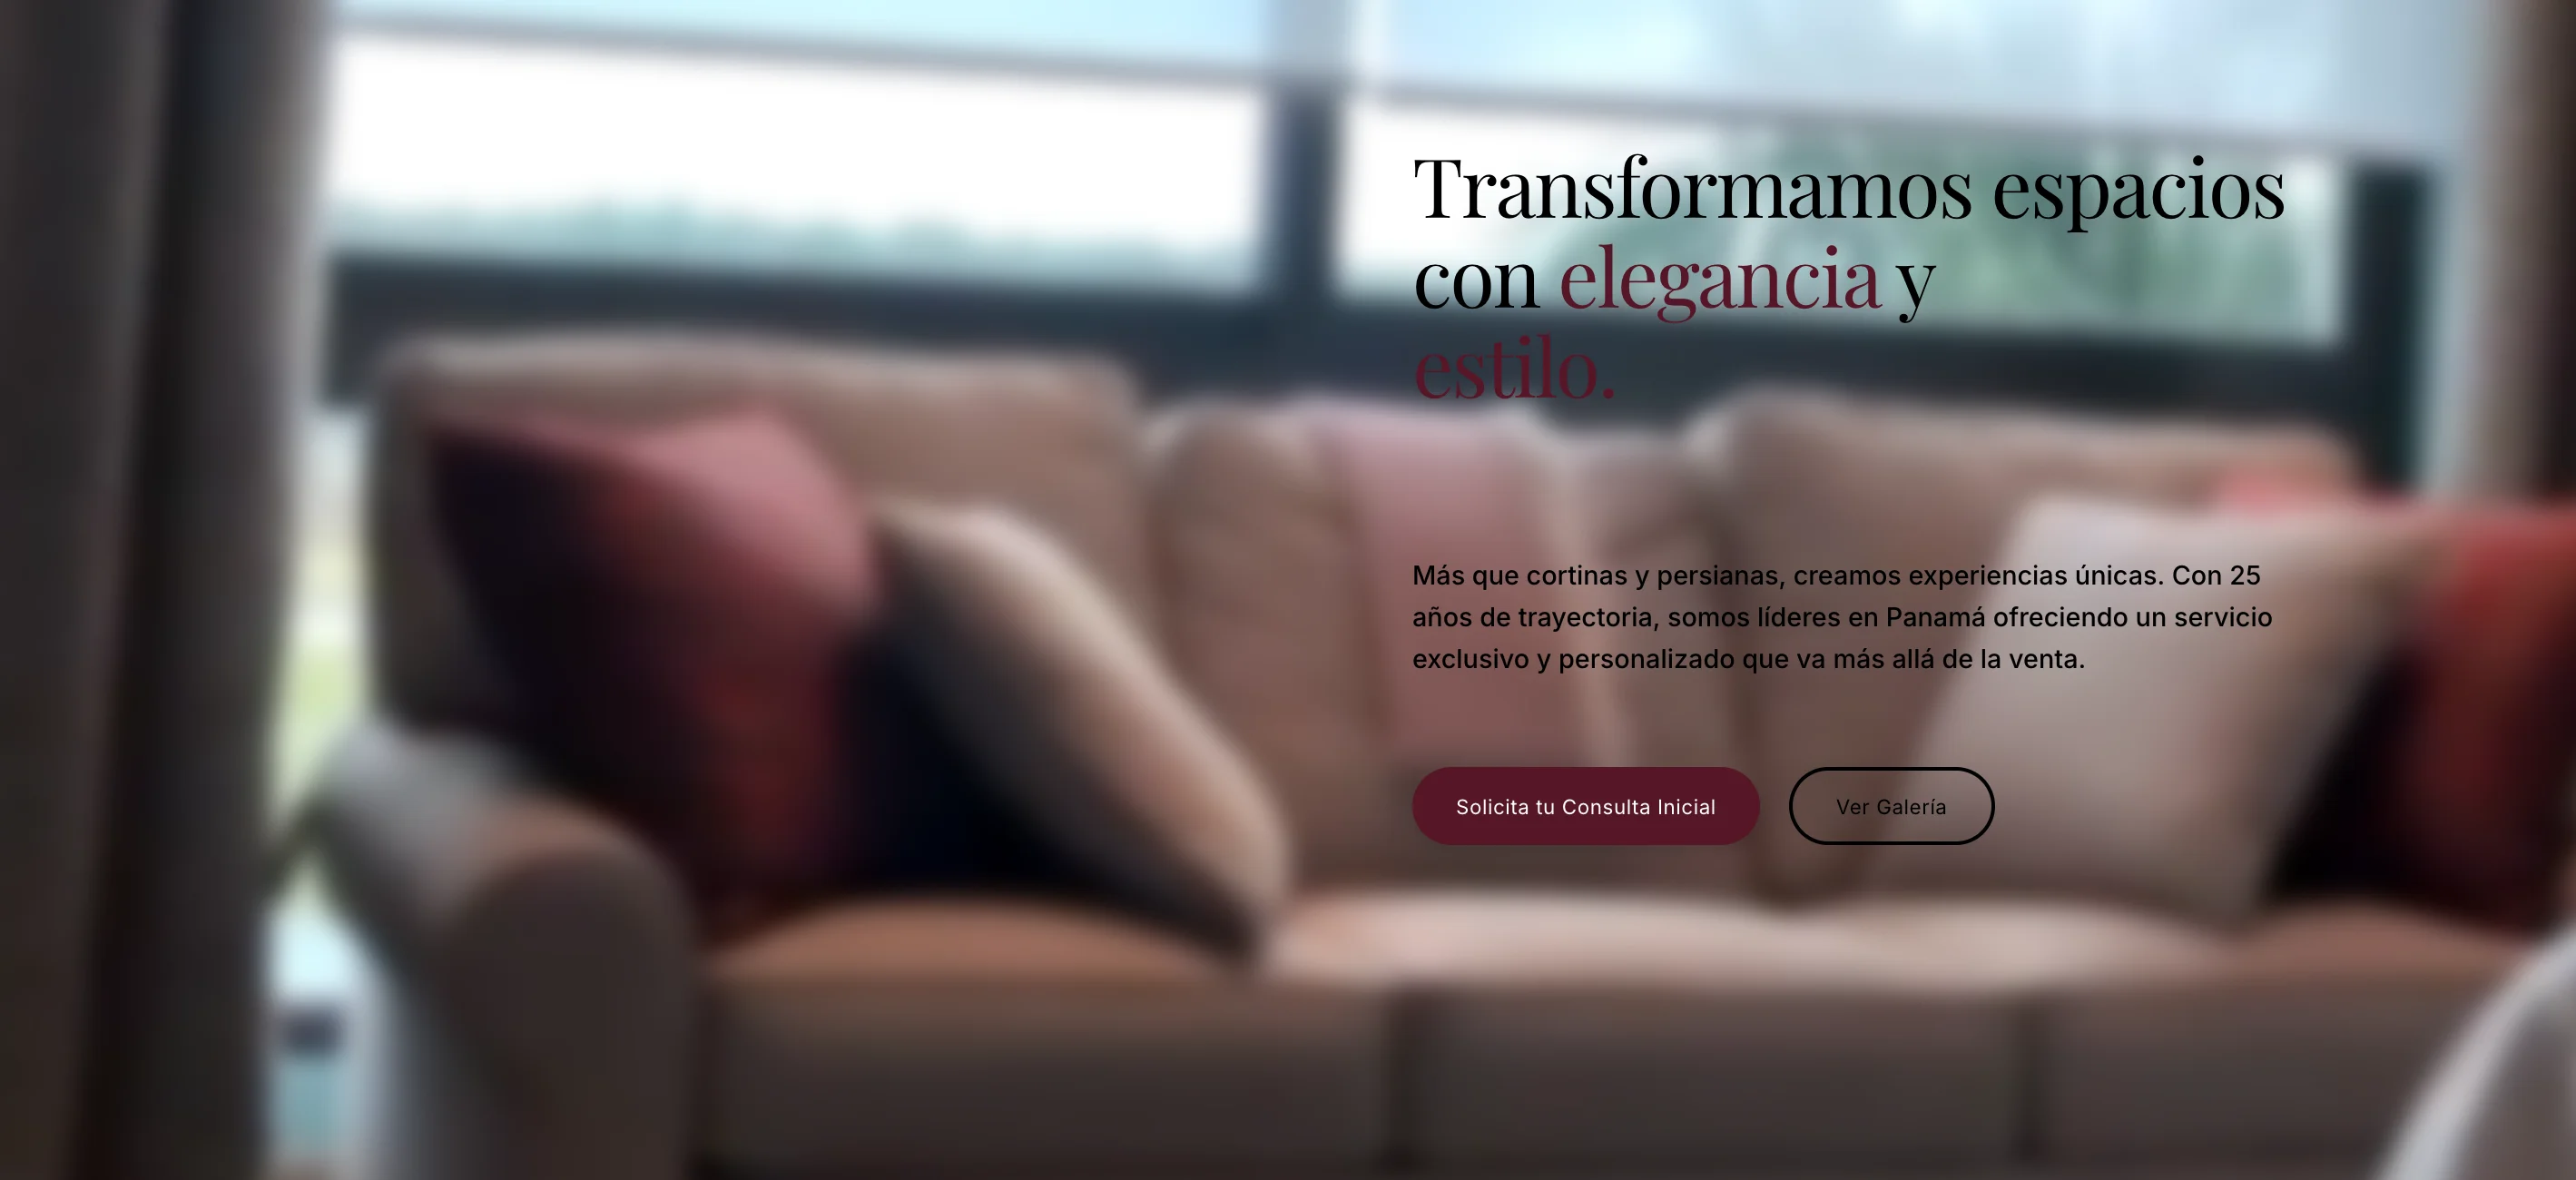 Transformamos espacios
con elegancia y
estilo.
Más que cortinas y persianas, creamos experiencias únicas. Con 25
años de trayectoria, somos líderes en Panamá ofreciendo un servicio
exclusivo y personalizado que va más allá de la venta.
Solicita tu Consulta Inicial
Ver Galería